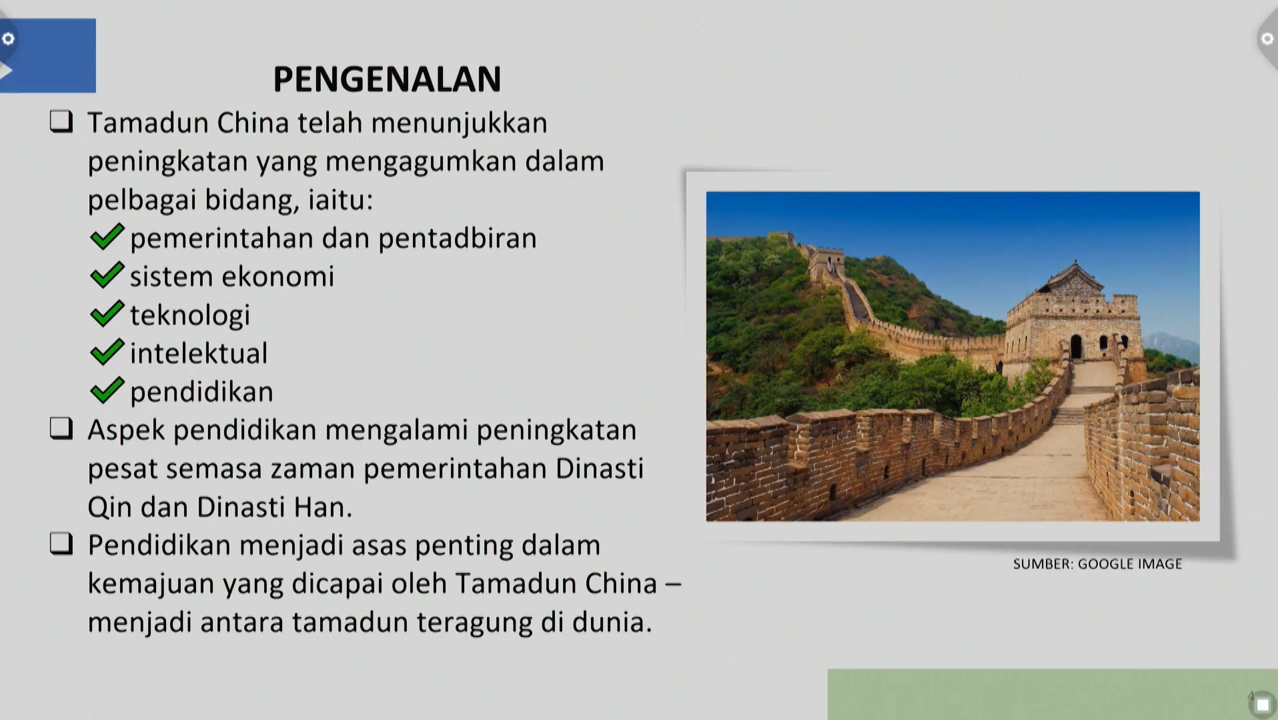 PENGENALAN
Tamadun China telah menunjukkan
peningkatan yang mengagumkan dalam
pelbagai bidang, iaitu:
pemerintahan dan pentadbiran
sistem ekonomi
teknologi
intelektual
pendidikan
Aspek pendidikan mengalami peningkatan
pesat semasa zaman pemerintahan Dinasti
Qin dan Dinasti Han.
Pendidikan menjadi asas penting dalam
kemajuan yang dicapai oleh Tamadun China –
menjadi antara tamadun teragung di dunia.
SUMBER: GOOGLE IMAGE
4